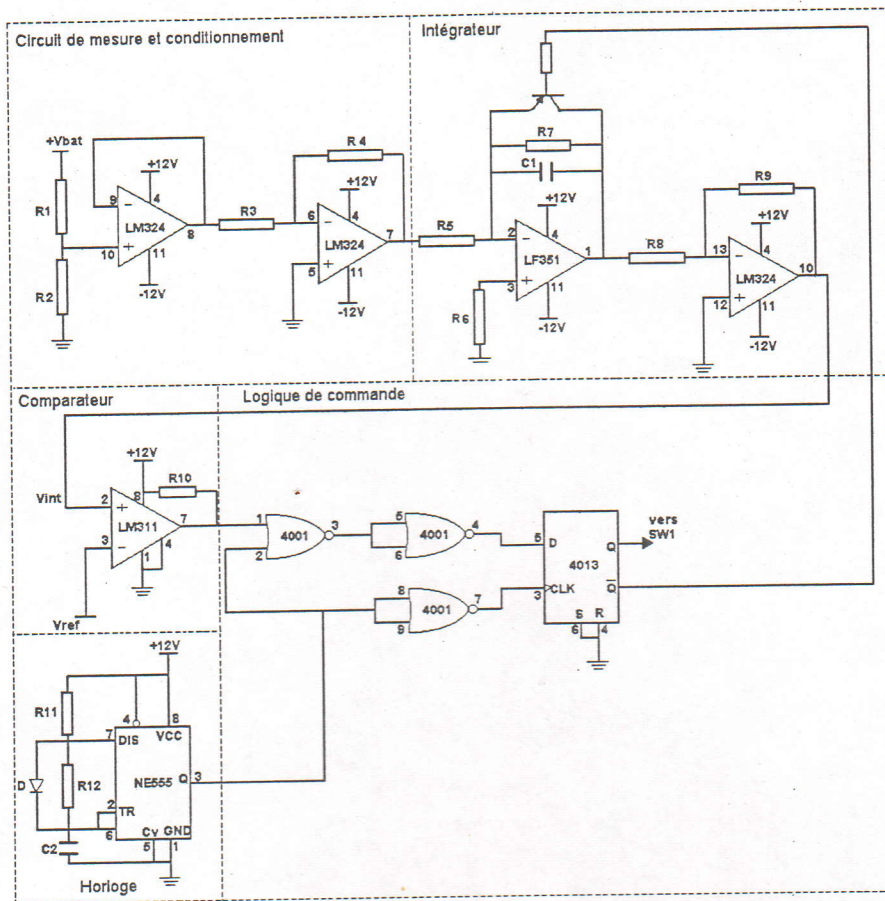 Circuit de mesure et conditionnement
Intégrateur
+Vbat
R1
R2
+12V
9
-
4
LM324
+
10
11
8
-12V
R3
R4
+12V
6
-
4
LM324
5
+
11
7
-12V
R5
R7
C1
+12V
2
-
4
LF351
3
+
11
1
-12V
R6
R8
R9
+12V
13
-
4
LM324
12
+
11
10
-12V
Comparateur
Logique de commande
+12V
R10
Vint
2
+
8
LM311
7
3
-
1
4
Vref
1
2
4001
3
5
6
4001
4
8
9
4001
7
5
D
Q
4013
3
CLK
Q
S
R
6
4
vers
SW1
+12V
R11
4
8
7
DIS
VCC
D
R12
NE555
Q
3
2
TR
6
CV
GND
5
1
C2
Horloge